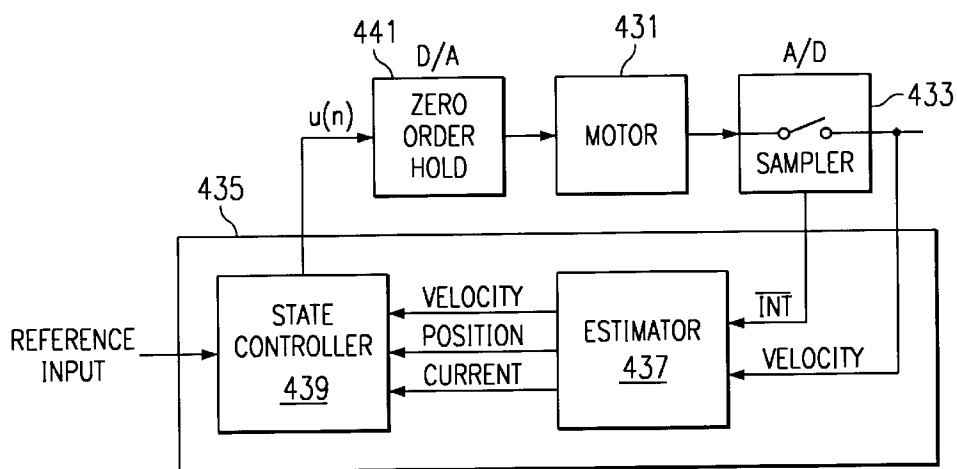 441
D/A
431
A/D
433
u(n)
ZERO
ORDER
HOLD
MOTOR
SAMPLER
435
REFERENCE
INPUT
STATE
CONTROLLER
439
VELOCITY
POSITION
CURRENT
ESTIMATOR
437
INT
VELOCITY